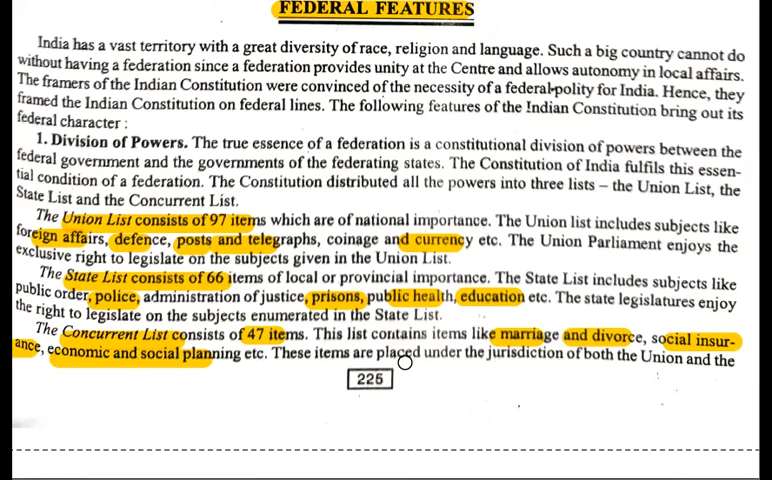 FEDERAL FEATURES
India has a vast territory with a great diversity of race, religion and language. Such a big country cannot do
without having a federation since a federation provides unity at the Centre and allows autonomy in local affairs.
The framers of the Indian Constitution were convinced of the necessity of a federal polity for India. Hence, they
framed the Indian Constitution on federal lines. The following features of the Indian Constitution bring out its
federal character :
1. Division of Powers. The true essence of a federation is a constitutional division of powers between the
federal government and the governments of the federating states. The Constitution of India fulfils this essen-
tial condition of a federation. The Constitution distributed all the powers into three lists – the Union List, the
State List and the Concurrent List.
The Union List consists of 97 items which are of national importance. The Union list includes subjects like
foreign affairs, defence, posts and telegraphs, coinage and currency etc. The Union Parliament enjoys the
exclusive right to legislate on the subjects given in the Union List.
The State List consists of 66 items of local or provincial importance. The State List includes subjects like
public order, police, administration of justice, prisons, public health, education etc. The state legislatures enjoy
the right to legislate on the subjects enumerated in the State List.
The Concurrent List consists of 47 items. This list contains items like marriage and divorce, social insur-
ance, economic and social planning etc. These items are placed under the jurisdiction of both the Union and the
225